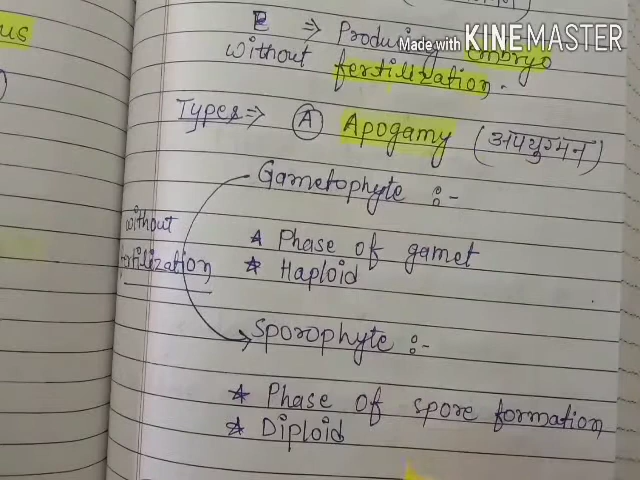 us
Made with KINEMASTER
E ⇒ Producing Embryo
without fertilization.
Types⇒ (A) Apogamy (अपयुग्मन)
Gametophyte :-
without
fertilization
* Phase of gamet
* Haploid
Sporophyte :-
* Phase of spore formation
* Diploid